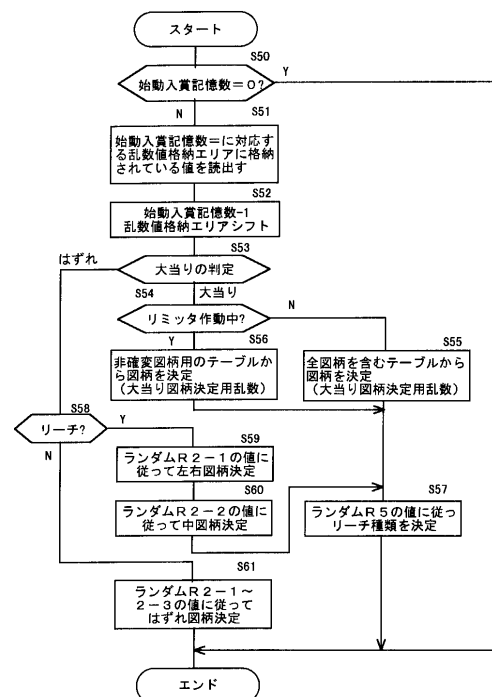 スタート
S50
始動入賞記憶数=0?
Y
N
S51
始動入賞記憶数=に対応す
る乱数値格納エリアに格納
されている値を読出す
S52
始動入賞記憶数-1
乱数値格納エリアシフト
S53
はずれ
大当りの判定
S54
大当り
リミッタ作動中?
N
Y
S56
非確変図柄用のテーブルか
ら図柄を決定
(大当り図柄決定用乱数)
S55
全図柄を含むテーブルから
図柄を決定
(大当り図柄決定用乱数)
S58
リーチ?
Y
N
S59
ランダムR2-1の値に
従って左右図柄決定
S60
ランダムR2-2の値に
従って中図柄決定
S57
ランダムR5の値に従っ
リーチ種類を決定
S61
ランダムR2-1~
2-3の値に従って
はずれ図柄決定
エンド